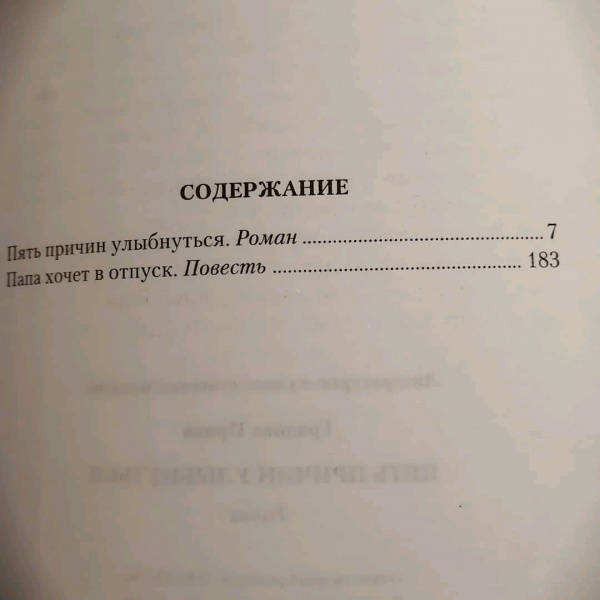 СОДЕРЖАНИЕ
Пять причин улыбнуться. Роман ........................................ 7
Папа хочет в отпуск. Повесть ........................................ 183